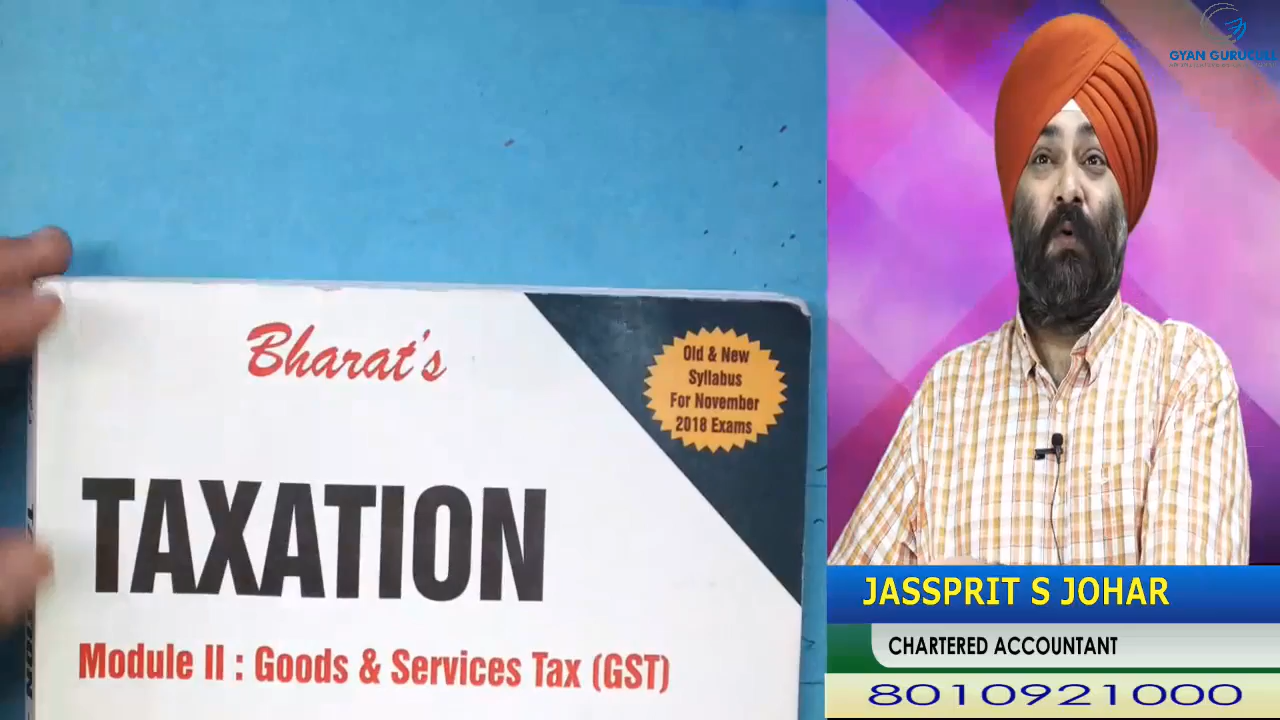 Bharat's
Old & New
Syllabus
For November
2018 Exams
TAXATION
Module II : Goods & Services Tax (GST)
GYAN GURUCUL
JASSPRIT S JOHAR
CHARTERED ACCOUNTANT
8010921000